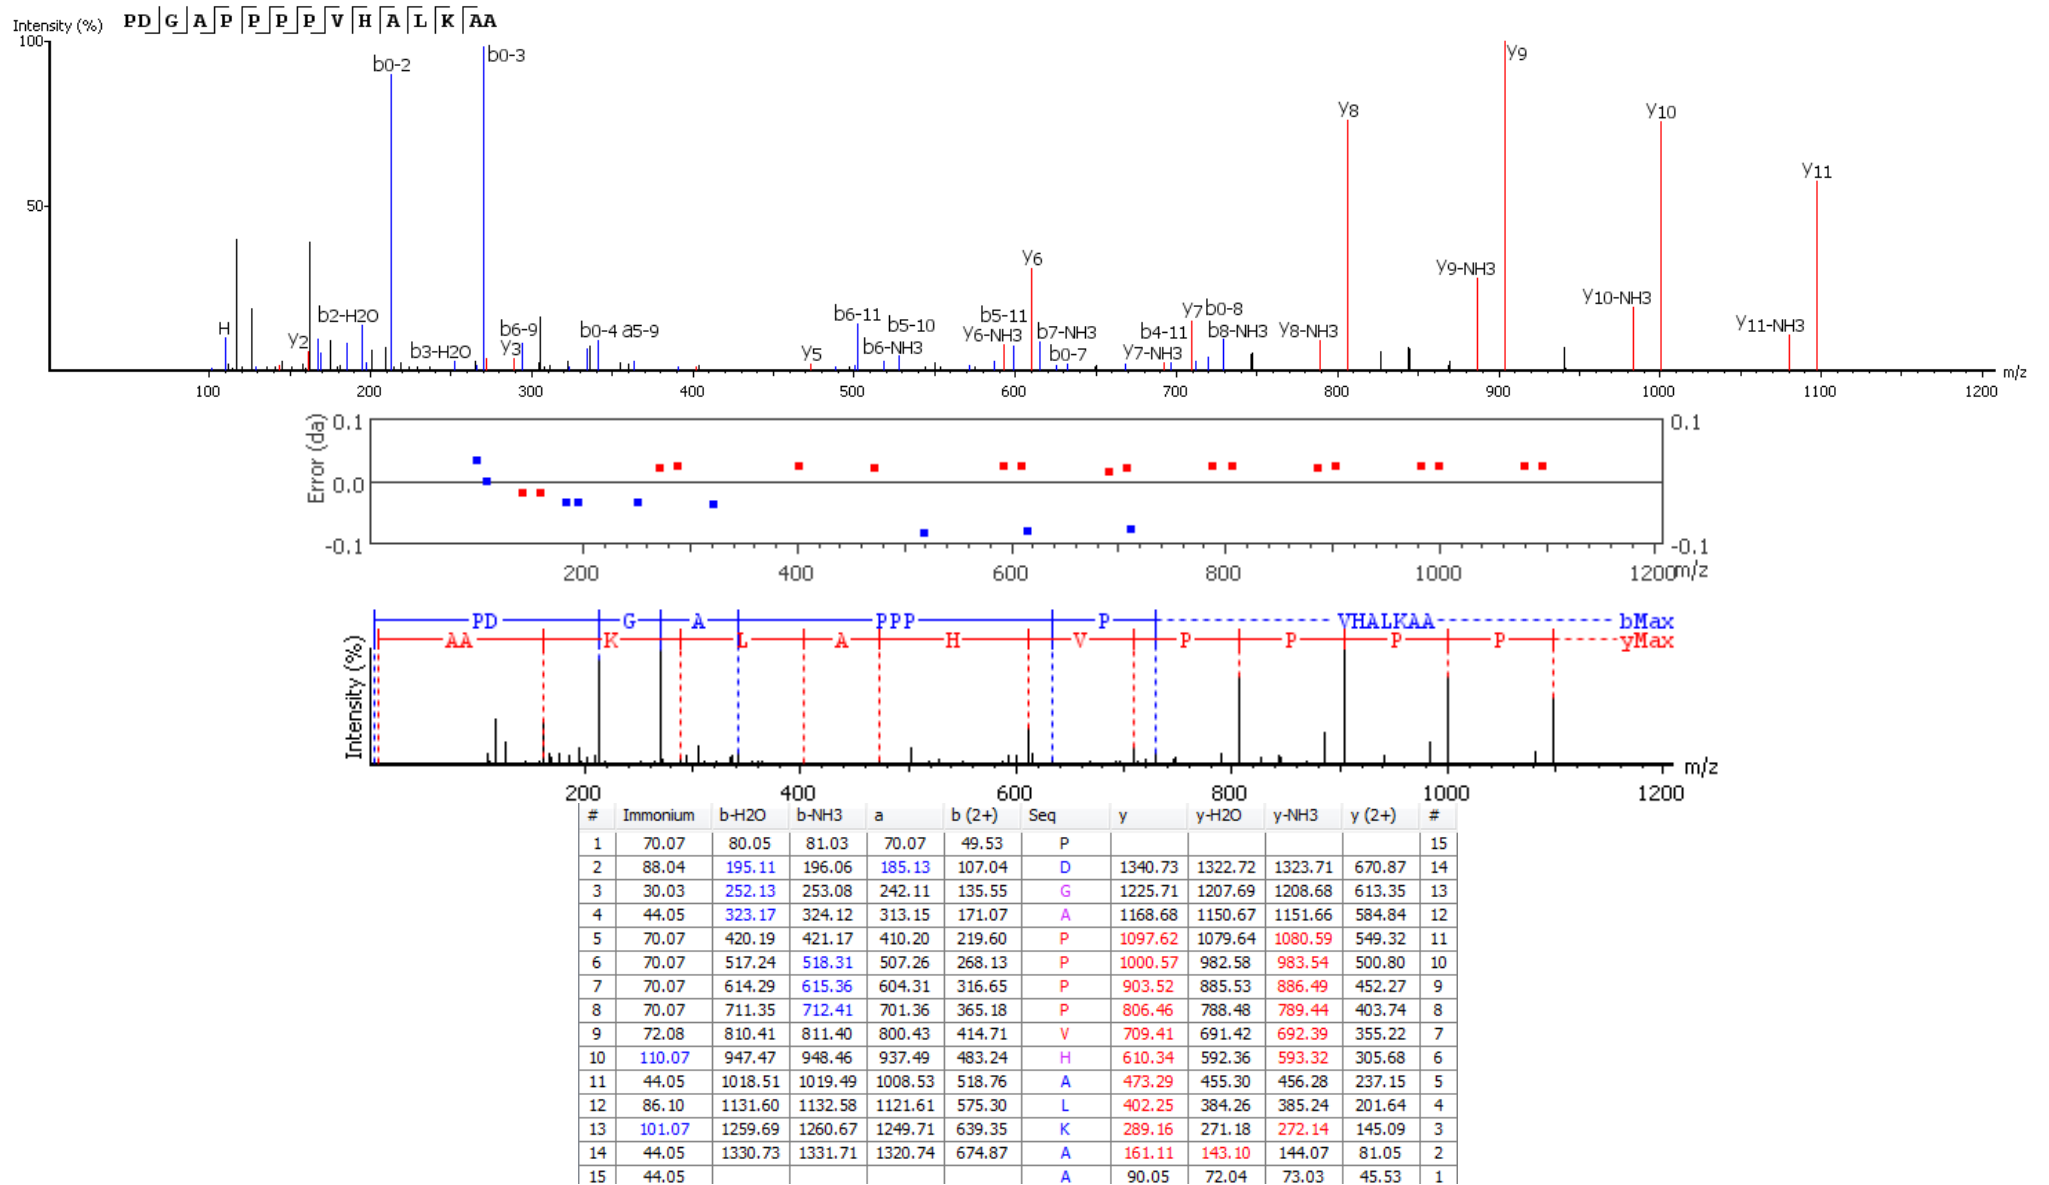 Intensity (%) PD G A P P P P V H A L K AA
100
50
H
y2
b2-H2O
b0-2
b3-H2O
b0-3
b6-9
y3
b0-4 a5-9
y5
b6-11
b5-10
b6-NH3
b5-11
y6-NH3
y6
b7-NH3
b0-7
b4-11
y7-NH3
y7 b0-8
b8-NH3
y8-NH3
y8
y9-NH3
y9
y10-NH3
y10
y11-NH3
y11
100 200 300 400 500 600 700 800 900 1000 1100 1200 m/z
Error (da)
0.1 0.1
0.0
-0.1 -0.1
200 400 600 800 1000 1200 m/z
PD G A PPP P VHALKAA bMax
AA K L A H V P P P P yMax
Intensity (%)
m/z
200 400 600 800 1000 1200
# Immonium b-H2O b-NH3 a b (2+) Seq y y-H2O y-NH3 y (2+) #
1 70.07 80.05 81.03 70.07 49.53 P 15
2 88.04 195.11 196.06 185.13 107.04 D 1340.73 1322.72 1323.71 670.87 14
3 30.03 252.13 253.08 242.11 135.55 G 1225.71 1207.69 1208.68 613.35 13
4 44.05 323.17 324.12 313.15 171.07 A 1168.68 1150.67 1151.66 584.84 12
5 70.07 420.19 421.17 410.20 219.60 P 1097.62 1079.64 1080.59 549.32 11
6 70.07 517.24 518.31 507.26 268.13 P 1000.57 982.58 983.54 500.80 10
7 70.07 614.29 615.36 604.31 316.65 P 903.52 885.53 886.49 452.27 9
8 70.07 711.35 712.41 701.36 365.18 P 806.46 788.48 789.44 403.74 8
9 72.08 810.41 811.40 800.43 414.71 V 709.41 691.42 692.39 355.22 7
10 110.07 947.47 948.46 937.49 483.24 H 610.34 592.36 593.32 305.68 6
11 44.05 1018.51 1019.49 1008.53 518.76 A 473.29 455.30 456.28 237.15 5
12 86.10 1131.60 1132.58 1121.61 575.30 L 402.25 384.26 385.24 201.64 4
13 101.07 1259.69 1260.67 1249.71 639.35 K 289.16 271.18 272.14 145.09 3
14 44.05 1330.73 1331.71 1320.74 674.87 A 161.11 143.10 144.07 81.05 2
15 44.05 A 90.05 72.04 73.03 45.53 1